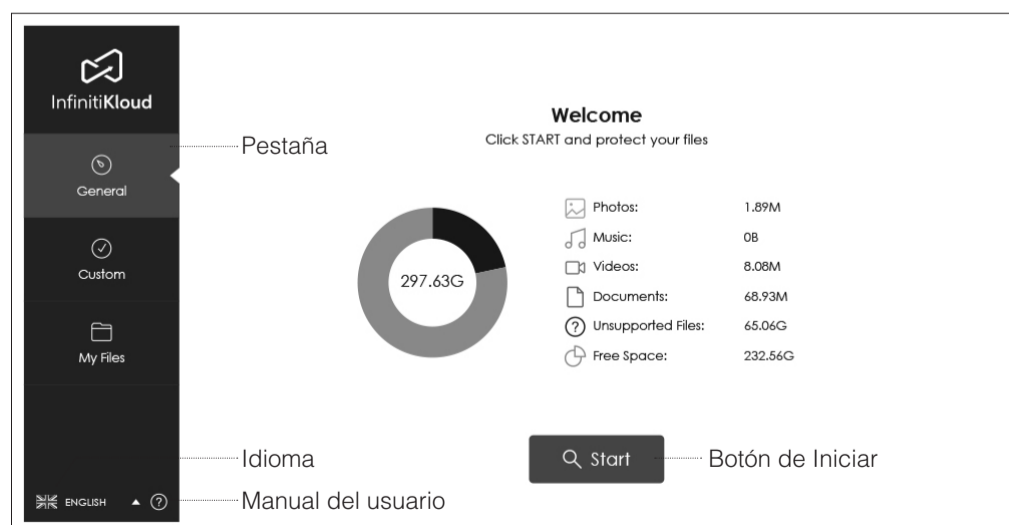 InfinitiKloud
Pestaña
General
Custom
My Files
Idioma
ENGLISH
Manual del usuario
Welcome
Click START and protect your files
297.63G
Photos: 1.89M
Music: 0B
Videos: 8.08M
Documents: 68.93M
Unsupported Files: 65.06G
Free Space: 232.56G
Start
Botón de Iniciar